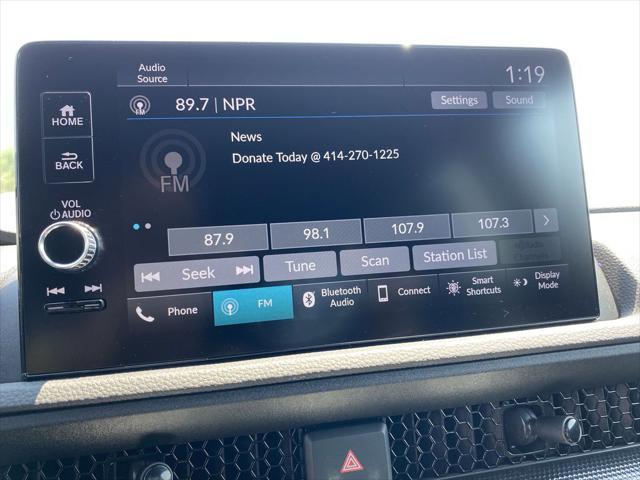 Audio
Source
1:19
HOME
BACK
VOL
AUDIO
FM
89.7 | NPR
Settings
Sound
FM
News
Donate Today @ 414-270-1225
87.9
98.1
107.9
107.3
Seek
Tune
Scan
Station List
Phone
FM
Bluetooth
Audio
Connect
Smart
Shortcuts
Display
Mode